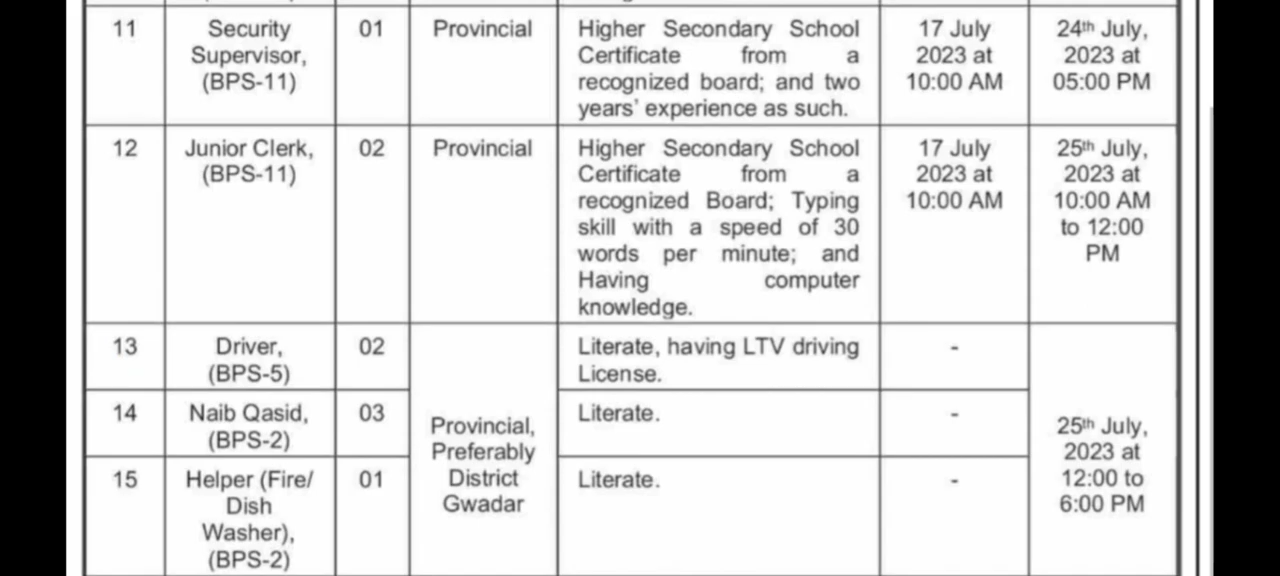 11
Security
Supervisor,
(BPS-11)
01
Provincial
Higher Secondary School
Certificate from a
recognized board; and two
years' experience as such.
17 July
2023 at
10:00 AM
24th July,
2023 at
05:00 PM
12
Junior Clerk,
(BPS-11)
02
Provincial
Higher Secondary School
Certificate from a
recognized Board; Typing
skill with a speed of 30
words per minute; and
Having computer
knowledge.
17 July
2023 at
10:00 AM
25th July,
2023 at
10:00 AM
to 12:00
PM
13
Driver,
(BPS-5)
02
Provincial,
Preferably
District
Gwadar
Literate, having LTV driving
License.
-
25th July,
2023 at
12:00 to
6:00 PM
14
Naib Qasid,
(BPS-2)
03
Literate.
-
15
Helper (Fire/
Dish
Washer),
(BPS-2)
01
Literate.
-